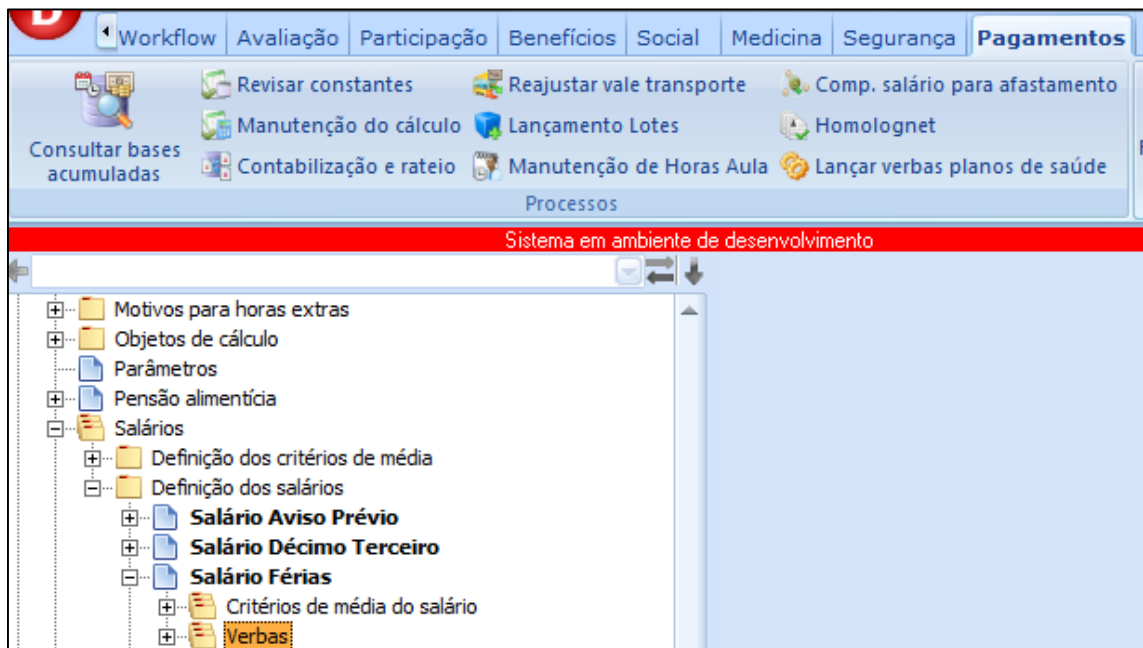 Workflow Avaliação Participação Benefícios Social Medicina Segurança Pagamentos
Consultar bases acumuladas
Revisar constantes
Manutenção do cálculo
Contabilização e rateio
Reajustar vale transporte
Lançamento Lotes
Manutenção de Horas Aula
Comp. salário para afastamento
Homolognet
Lançar verbas planos de saúde
Processos
Sistema em ambiente de desenvolvimento
Motivos para horas extras
Objetos de cálculo
Parâmetros
Pensão alimentícia
Salários
Definição dos critérios de média
Definição dos salários
Salário Aviso Prévio
Salário Décimo Terceiro
Salário Férias
Critérios de média do salário
Verbas